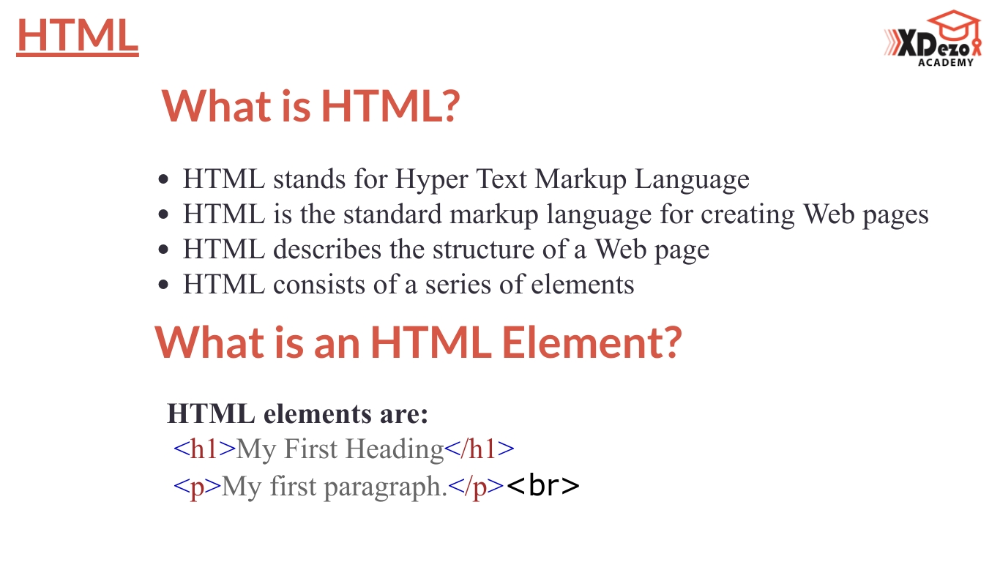 HTML
XDezo
ACADEMY
What is HTML?
• HTML stands for Hyper Text Markup Language
• HTML is the standard markup language for creating Web pages
• HTML describes the structure of a Web page
• HTML consists of a series of elements
What is an HTML Element?
HTML elements are:
<h1>My First Heading</h1>
<p>My first paragraph.</p><br>